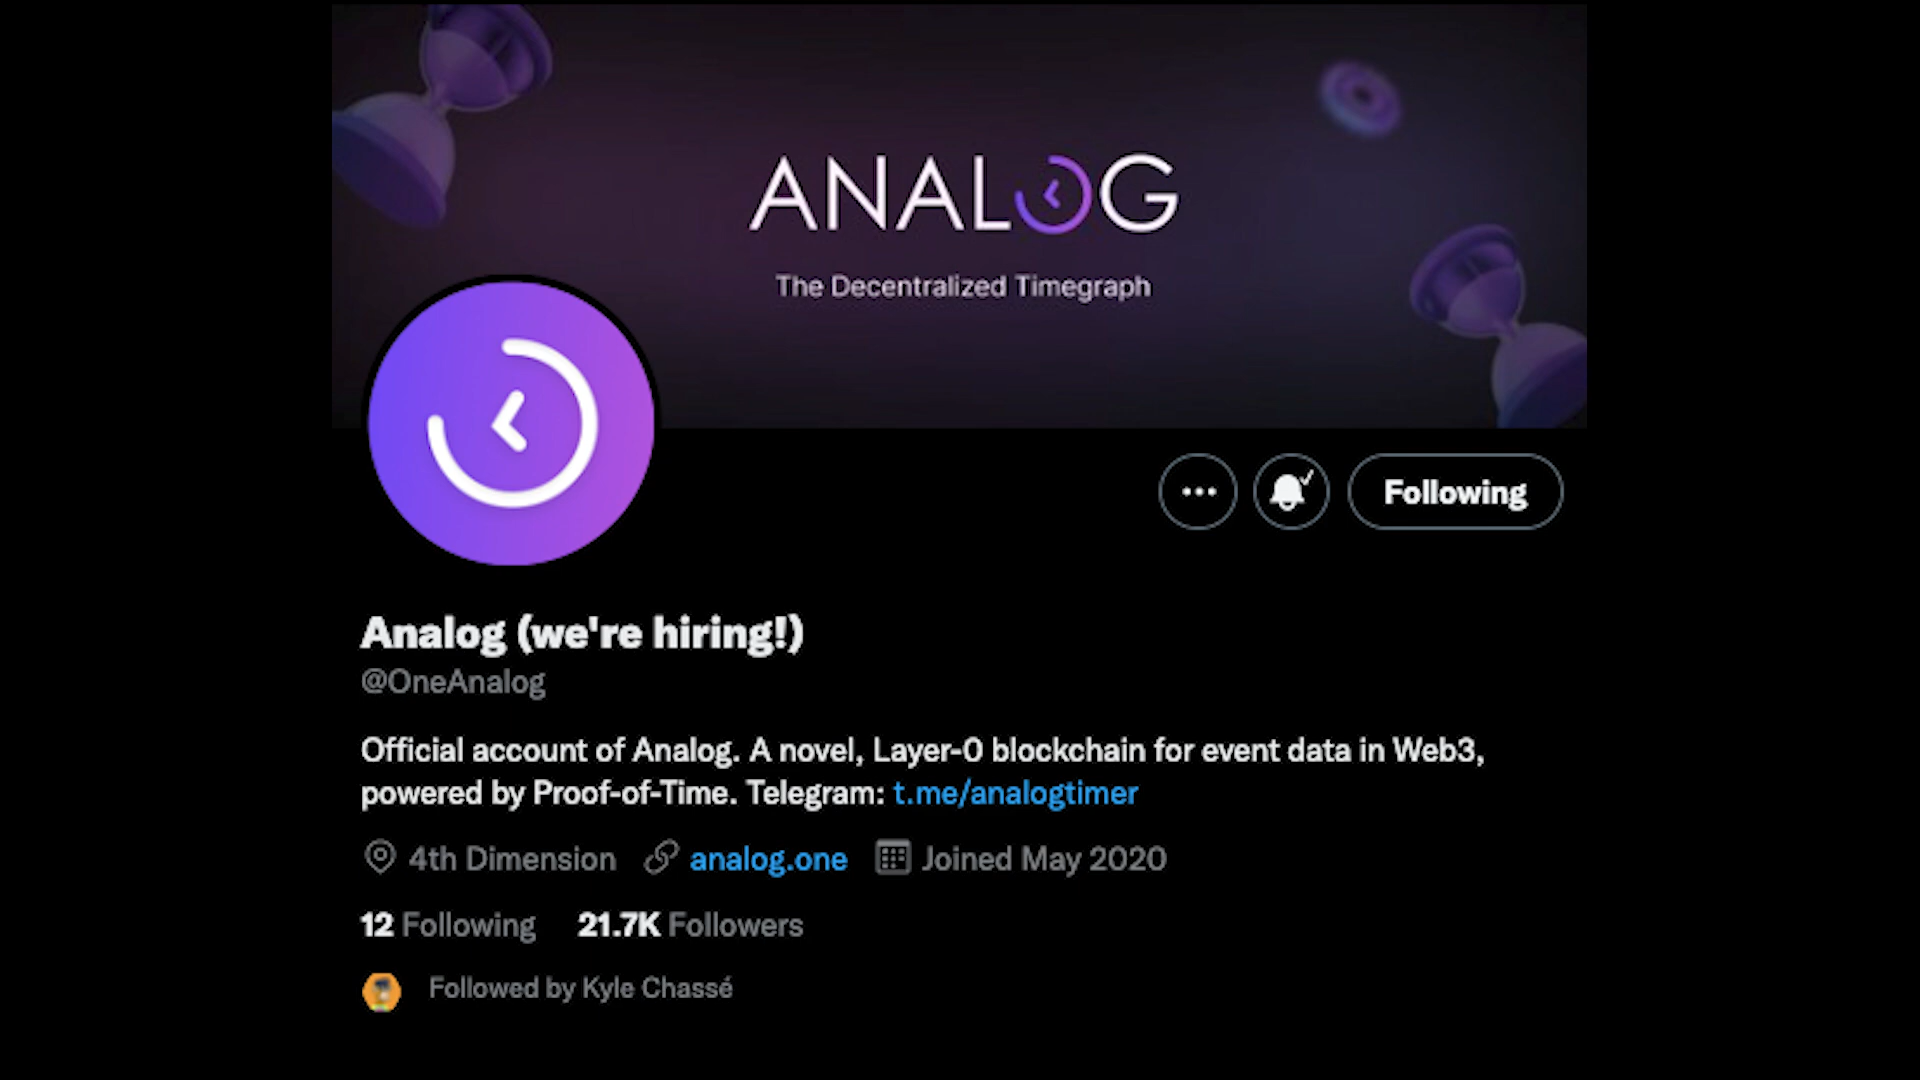 ANALOG
The Decentralized Timegraph
Following
Analog (we're hiring!)
@OneAnalog
Official account of Analog. A novel, Layer-0 blockchain for event data in Web3,
powered by Proof-of-Time. Telegram: t.me/analogtimer
4th Dimension analog.one Joined May 2020
12 Following 21.7K Followers
Followed by Kyle Chassé